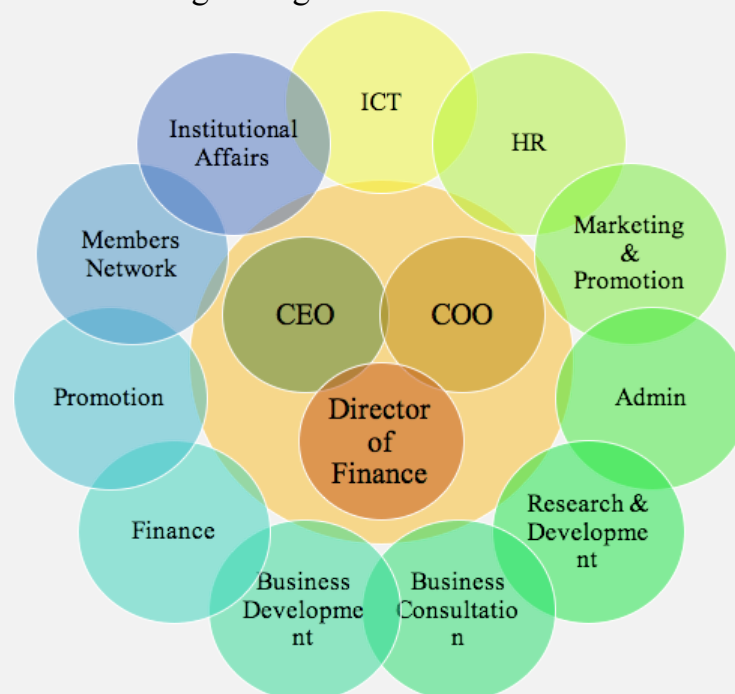 ICT
HR
Marketing
&
Promotion
Admin
Research &
Developme
nt
Business
Consultatio
n
Business
Developme
nt
Finance
Promotion
Members
Network
Institutional
Affairs
CEO
COO
Director
of
Finance